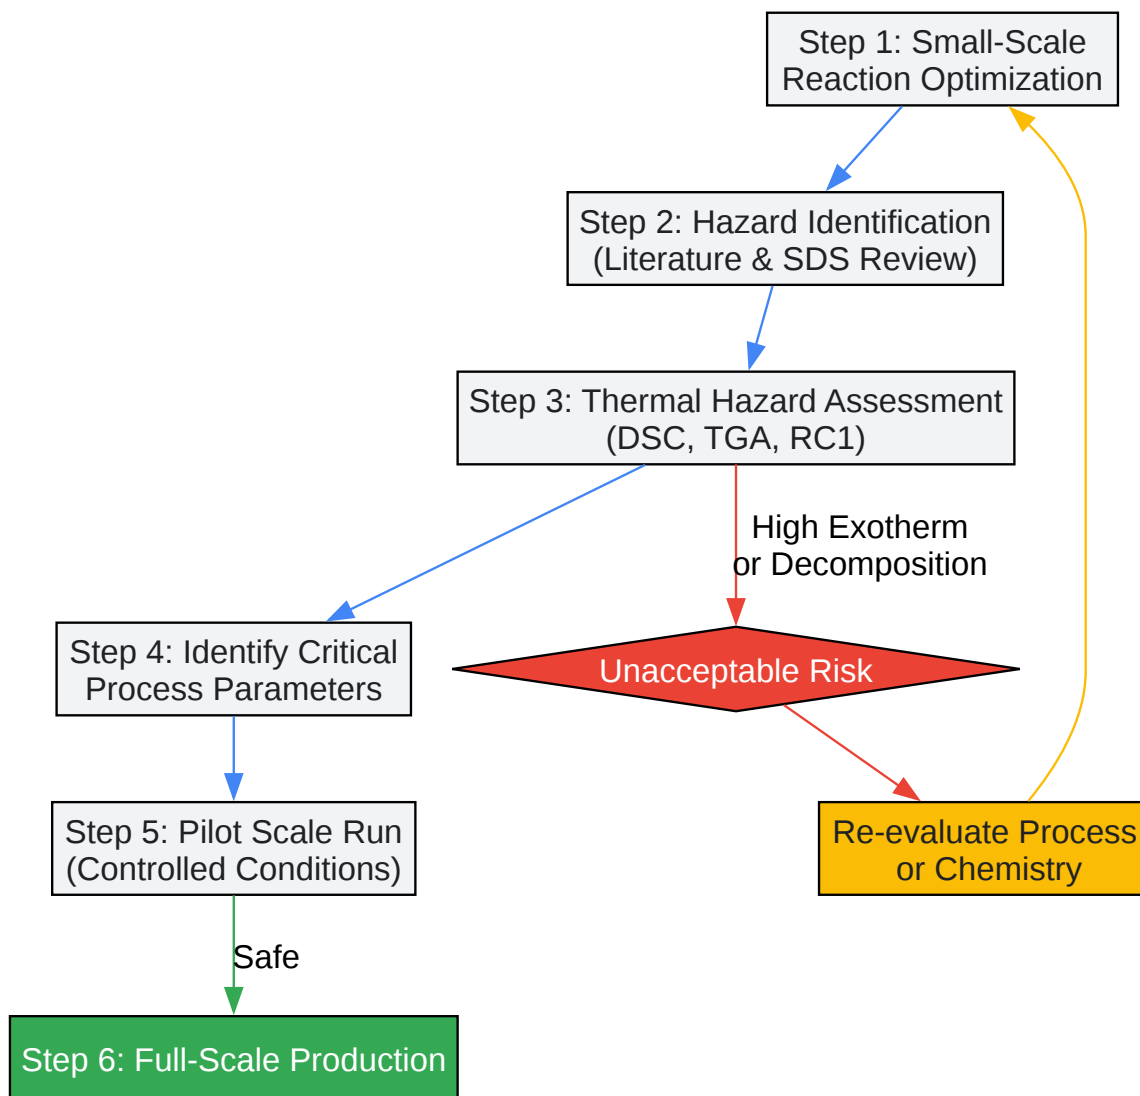 Step 1: Small-Scale
Reaction Optimization
Step 2: Hazard Identification
(Literature & SDS Review)
Step 3: Thermal Hazard Assessment
(DSC, TGA, RC1)
High Exotherm
or Decomposition
Step 4: Identify Critical
Process Parameters
Unacceptable Risk
Step 5: Pilot Scale Run
(Controlled Conditions)
Re-evaluate Process
or Chemistry
Safe
Step 6: Full-Scale Production